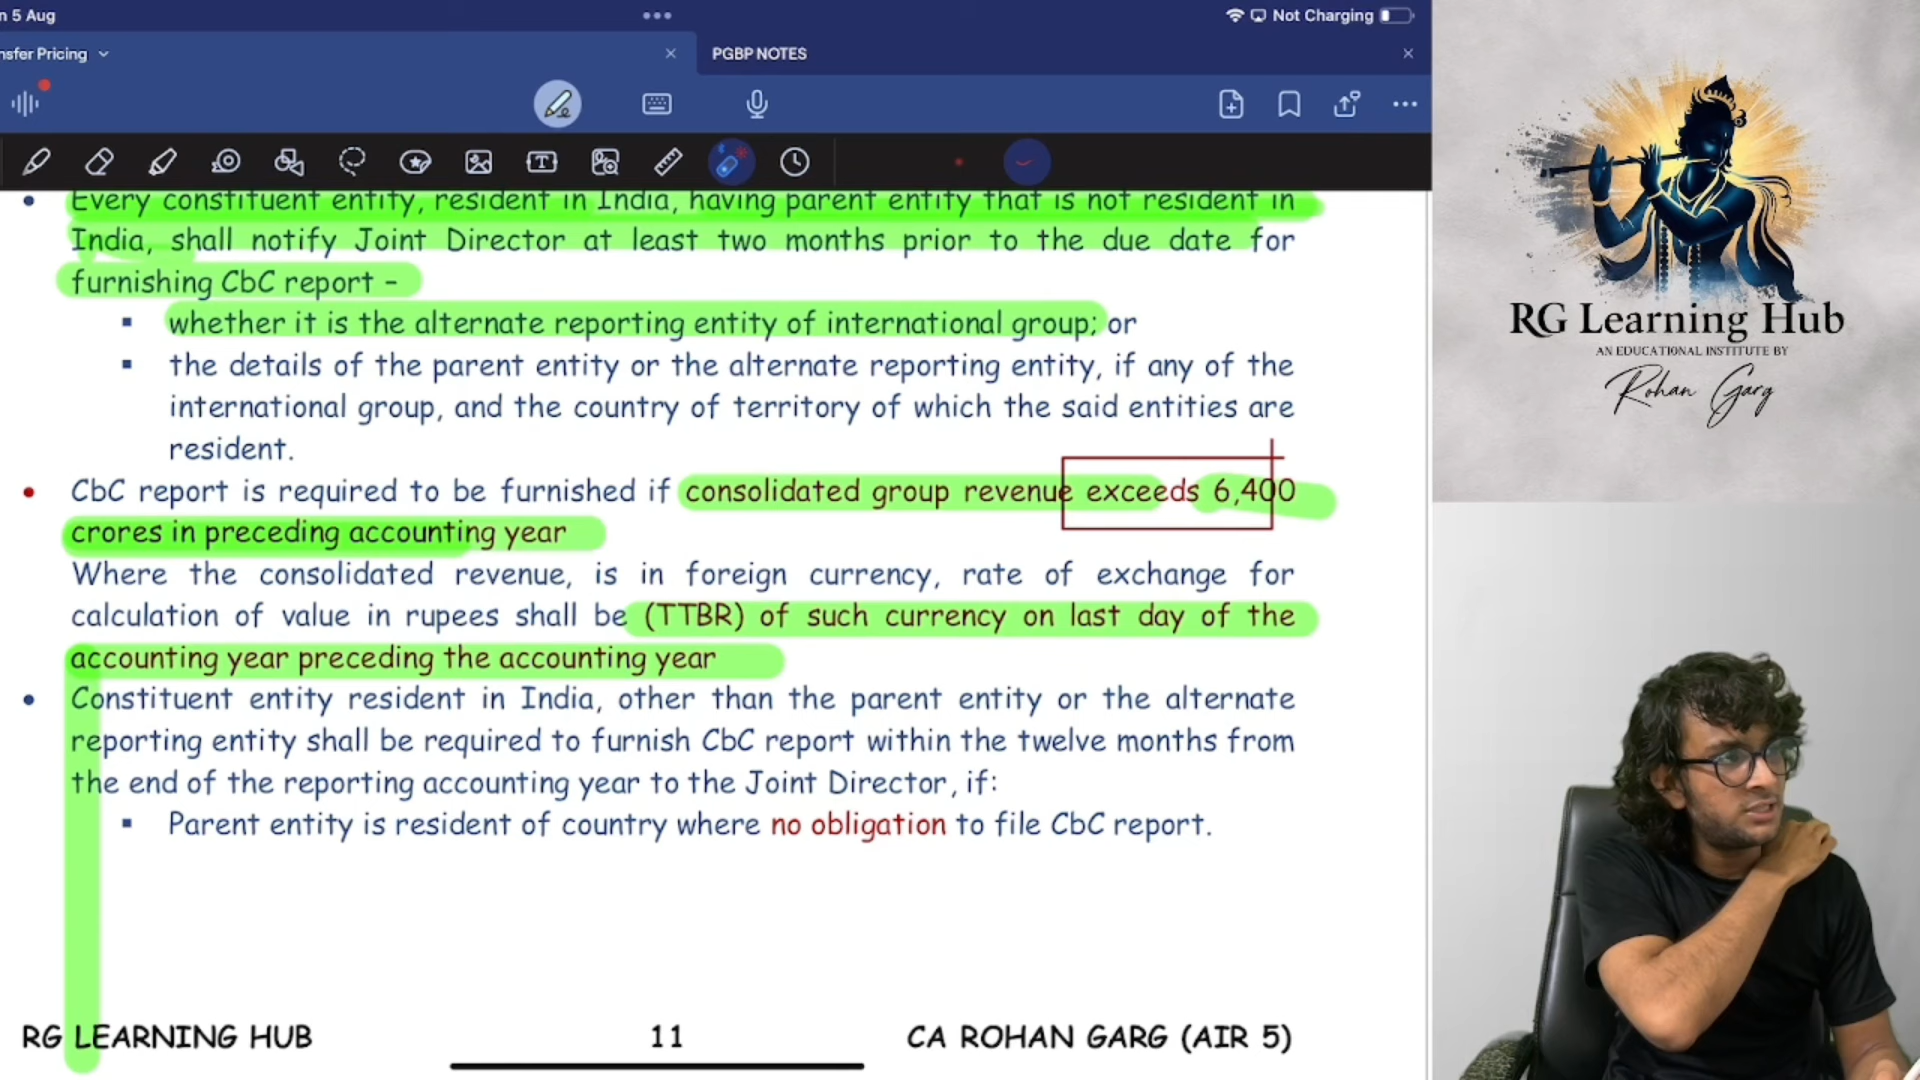 n 5 Aug
Not Charging
nsfer Pricing
PGBP NOTES
Every constituent entity, resident in India, having parent entity that is not resident in
India, shall notify Joint Director at least two months prior to the due date for
furnishing CbC report –
whether it is the alternate reporting entity of international group; or
the details of the parent entity or the alternate reporting entity, if any of the
international group, and the country of territory of which the said entities are
resident.
CbC report is required to be furnished if consolidated group revenue exceeds 6,400
crores in preceding accounting year
Where the consolidated revenue, is in foreign currency, rate of exchange for
calculation of value in rupees shall be (TTBR) of such currency on last day of the
accounting year preceding the accounting year
Constituent entity resident in India, other than the parent entity or the alternate
reporting entity shall be required to furnish CbC report within the twelve months from
the end of the reporting accounting year to the Joint Director, if:
Parent entity is resident of country where no obligation to file CbC report.
RG LEARNING HUB
11
CA ROHAN GARG (AIR 5)
RG Learning Hub
AN EDUCATIONAL INSTITUTE BY
Rohan Garg